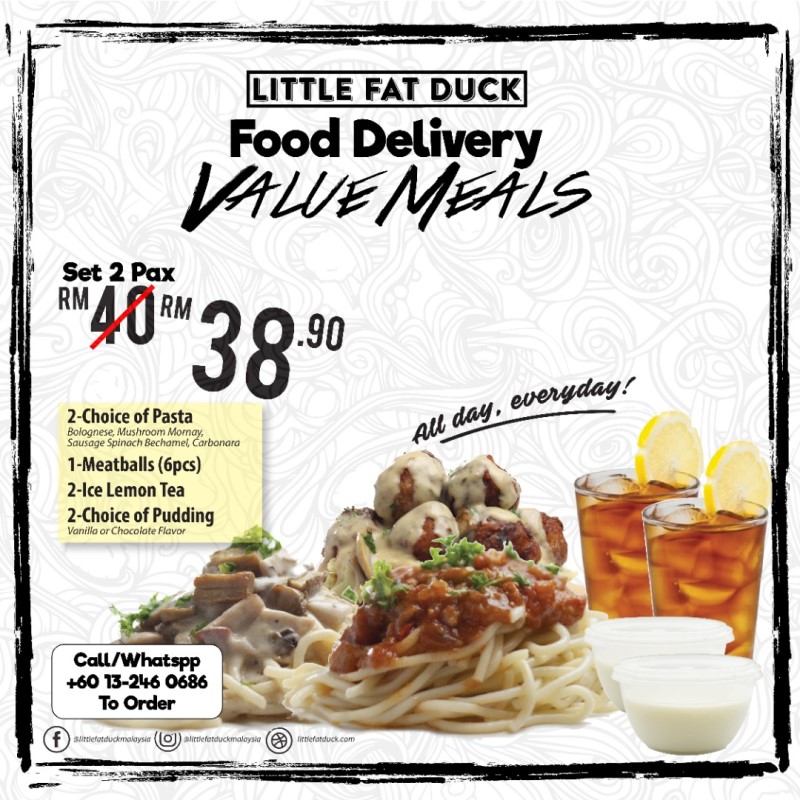 LITTLE FAT DUCK
Food Delivery
VALUE MEALS
Set 2 Pax
RM 40 RM 38.90
2-Choice of Pasta
Bolognese, Mushroom Mornay,
Sausage Spinach Bechamel, Carbonara
1-Meatballs (6pcs)
2-Ice Lemon Tea
2-Choice of Pudding
Vanilla or Chocolate Flavor
All day, everyday!
Call/Whatspp
+60 13-246 0686
To Order
@littlefatduckmalaysia @littlefatduckmalaysia littlefatduck.com